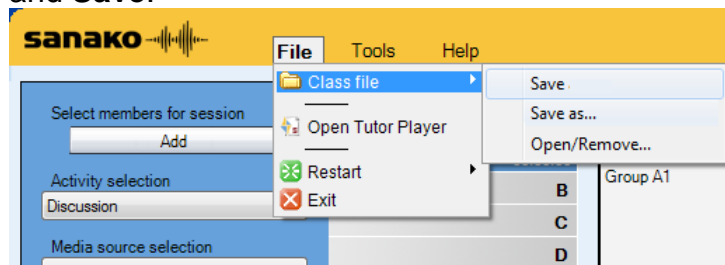 and Save.
sanako
File Tools Help
Class file
Save
Save as...
Open/Remove...
Select members for session
Add
Open Tutor Player
Restart
Exit
Activity selection
Discussion
Media source selection
B
C
D
Group A1